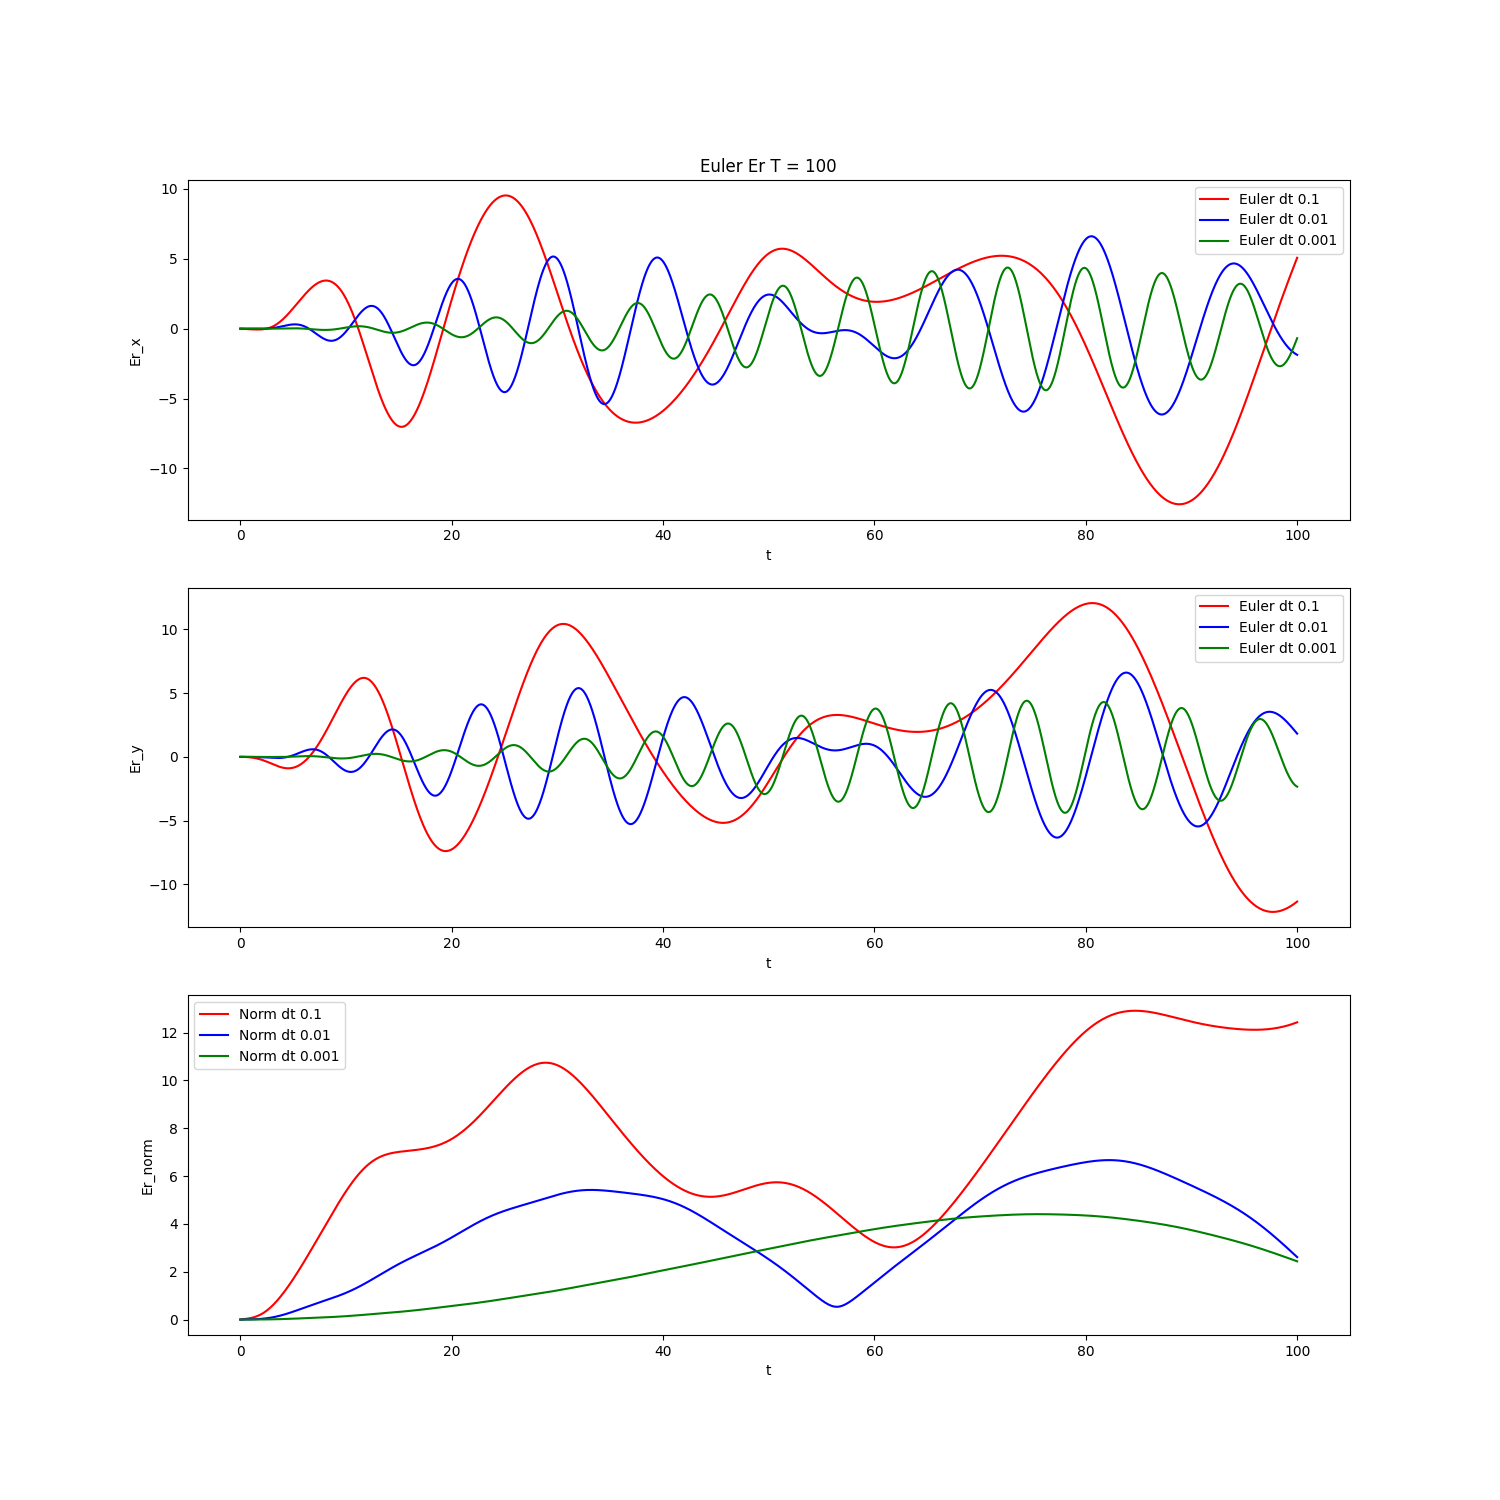 Euler Er T = 100
10
5
0
−5
−10
Er_x
Euler dt 0.1
Euler dt 0.01
Euler dt 0.001
0 20 40 60 80 100
t
10
5
0
−5
−10
Er_y
Euler dt 0.1
Euler dt 0.01
Euler dt 0.001
0 20 40 60 80 100
t
12
10
8
6
4
2
0
Er_norm
Norm dt 0.1
Norm dt 0.01
Norm dt 0.001
0 20 40 60 80 100
t